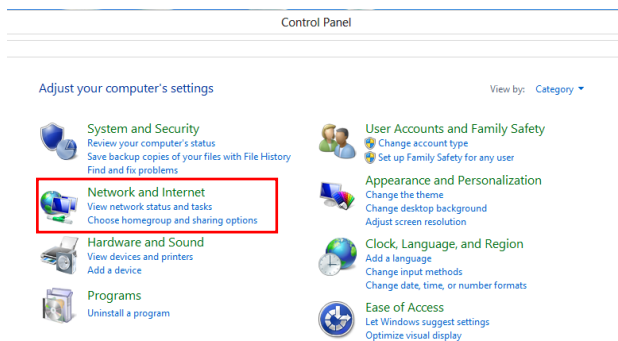 Control Panel
Adjust your computer's settings
View by: Category
System and Security
Review your computer's status
Save backup copies of your files with File History
Find and fix problems
Network and Internet
View network status and tasks
Choose homegroup and sharing options
Hardware and Sound
View devices and printers
Add a device
Programs
Uninstall a program
User Accounts and Family Safety
Change account type
Set up Family Safety for any user
Appearance and Personalization
Change the theme
Change desktop background
Adjust screen resolution
Clock, Language, and Region
Add a language
Change input methods
Change date, time, or number formats
Ease of Access
Let Windows suggest settings
Optimize visual display